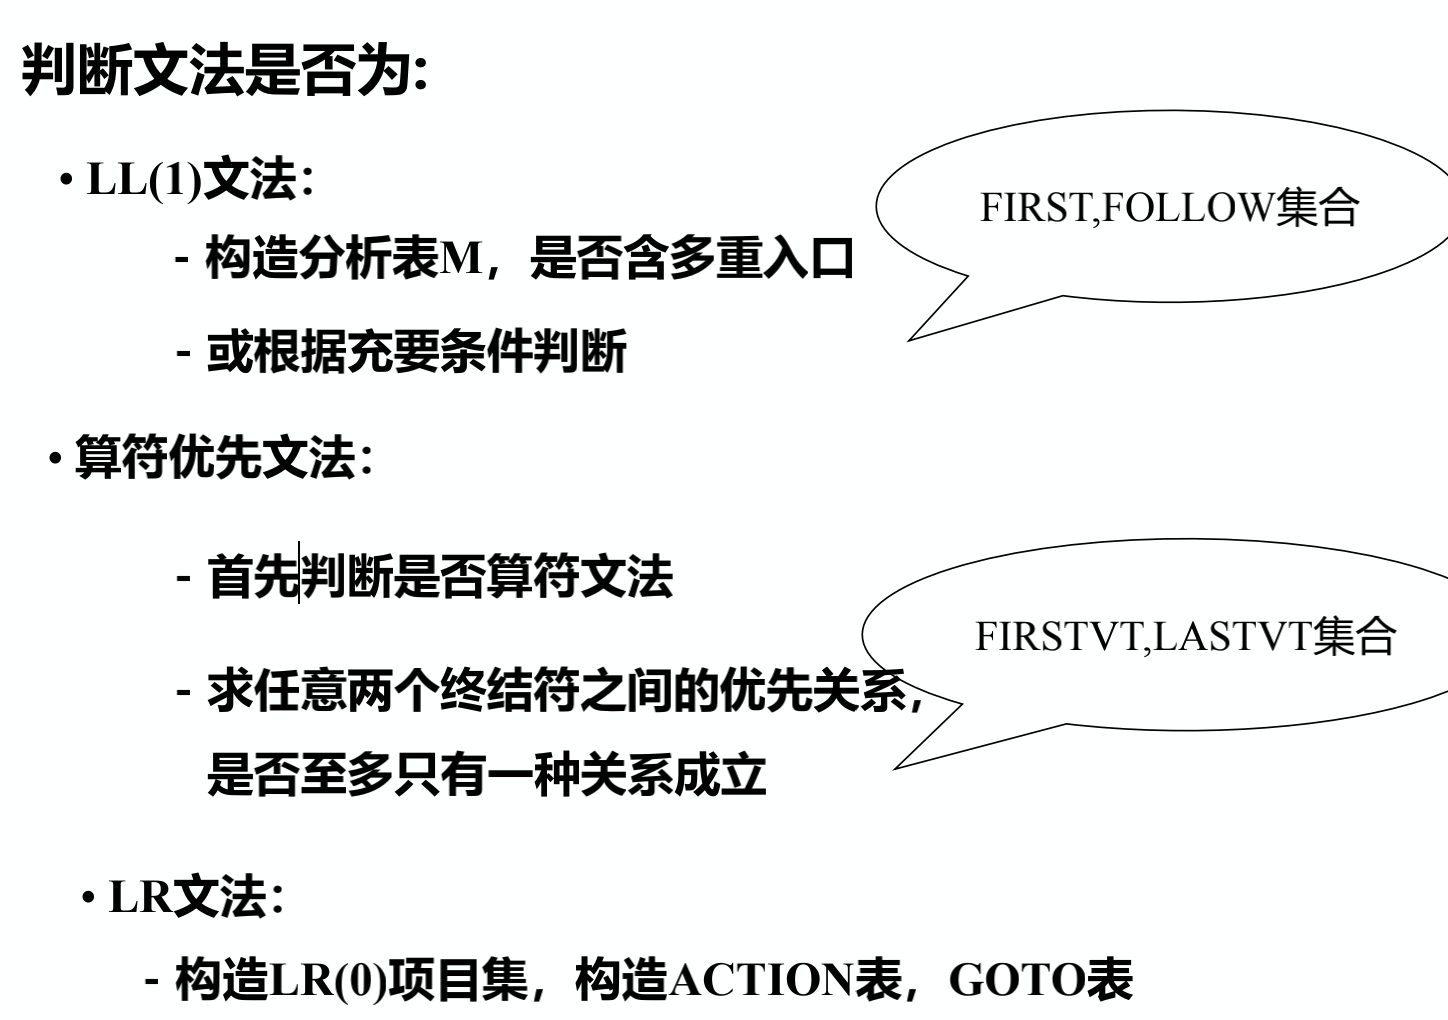 判断文法是否为:
• LL(1)文法：
FIRST,FOLLOW集合
- 构造分析表M，是否含多重入口
- 或根据充要条件判断
• 算符优先文法：
- 首先判断是否算符文法
FIRSTVT,LASTVT集合
- 求任意两个终结符之间的优先关系，
是否至多只有一种关系成立
• LR文法：
- 构造LR(0)项目集，构造ACTION表，GOTO表